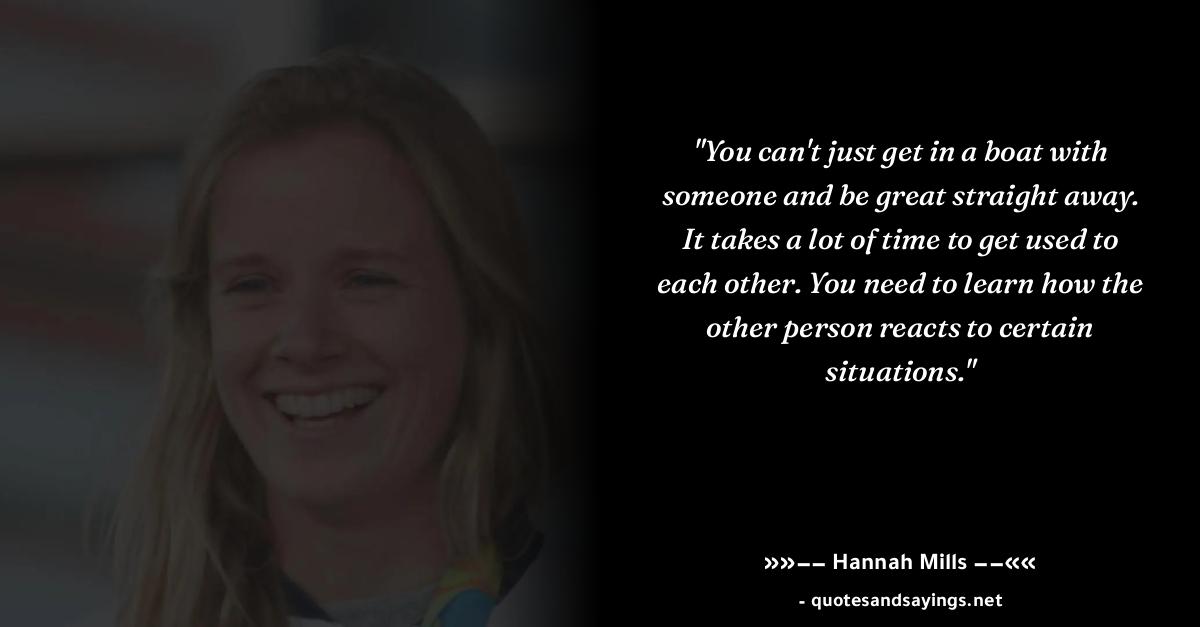 "You can't just get in a boat with
someone and be great straight away.
It takes a lot of time to get used to
each other. You need to learn how the
other person reacts to certain
situations."
»»−− Hannah Mills −−««
- quotesandsayings.net